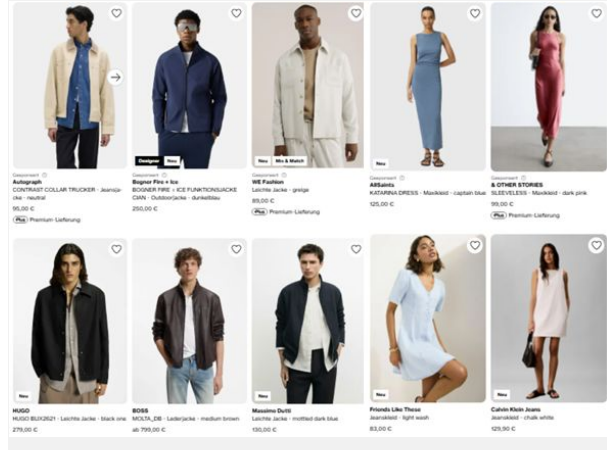 Designer Neu
Neu Mix & Match
Neu
Gesponsert
Gesponsert
Gesponsert
Gesponsert
Gesponsert
Autograph
CONTRAST COLLAR TRUCKER - Jeansja-
cke - neutral
95,00 €
Plus Premium-Lieferung
Bogner Fire + Ice
BOGNER FIRE + ICE FUNKTIONSJACKE
CIAN - Outdoorjacke - dunkelblau
250,00 €
WE Fashion
Leichte Jacke - greige
89,00 €
Plus Premium-Lieferung
AllSaints
KATARINA DRESS - Maxikleid - captain blue
125,00 €
& OTHER STORIES
SLEEVELESS - Maxikleid - dark pink
99,00 €
Plus Premium-Lieferung
Neu
Neu
Neu
Neu
HUGO
HUGO BIJX2621 - Leichte Jacke - black one
279,00 €
BOSS
MOLTA_DB - Lederjacke - medium brown
ab 799,00 €
Massimo Dutti
Leichte Jacke - mottled dark blue
130,00 €
Friends Like These
Jeanskleid - light wash
83,00 €
Calvin Klein Jeans
Jeanskleid - chalk white
129,90 €